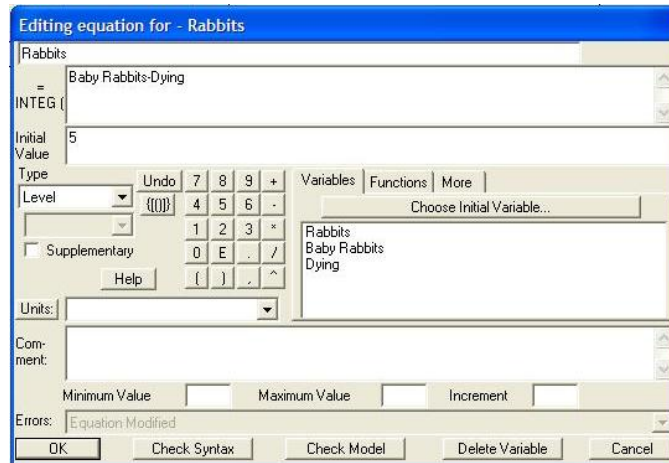 Editing equation for - Rabbits
Rabbits
= INTEG (
Baby Rabbits-Dying
Initial Value
5
Type
Level
Undo
7 8 9 +
{[()]}
4 5 6 -
1 2 3 *
Supplementary
0 E . /
Help
( ) , ^
Variables Functions More
Choose Initial Variable...
Rabbits
Baby Rabbits
Dying
Units:
Com-
ment:
Minimum Value Maximum Value Increment
Errors: Equation Modified
OK Check Syntax Check Model Delete Variable Cancel